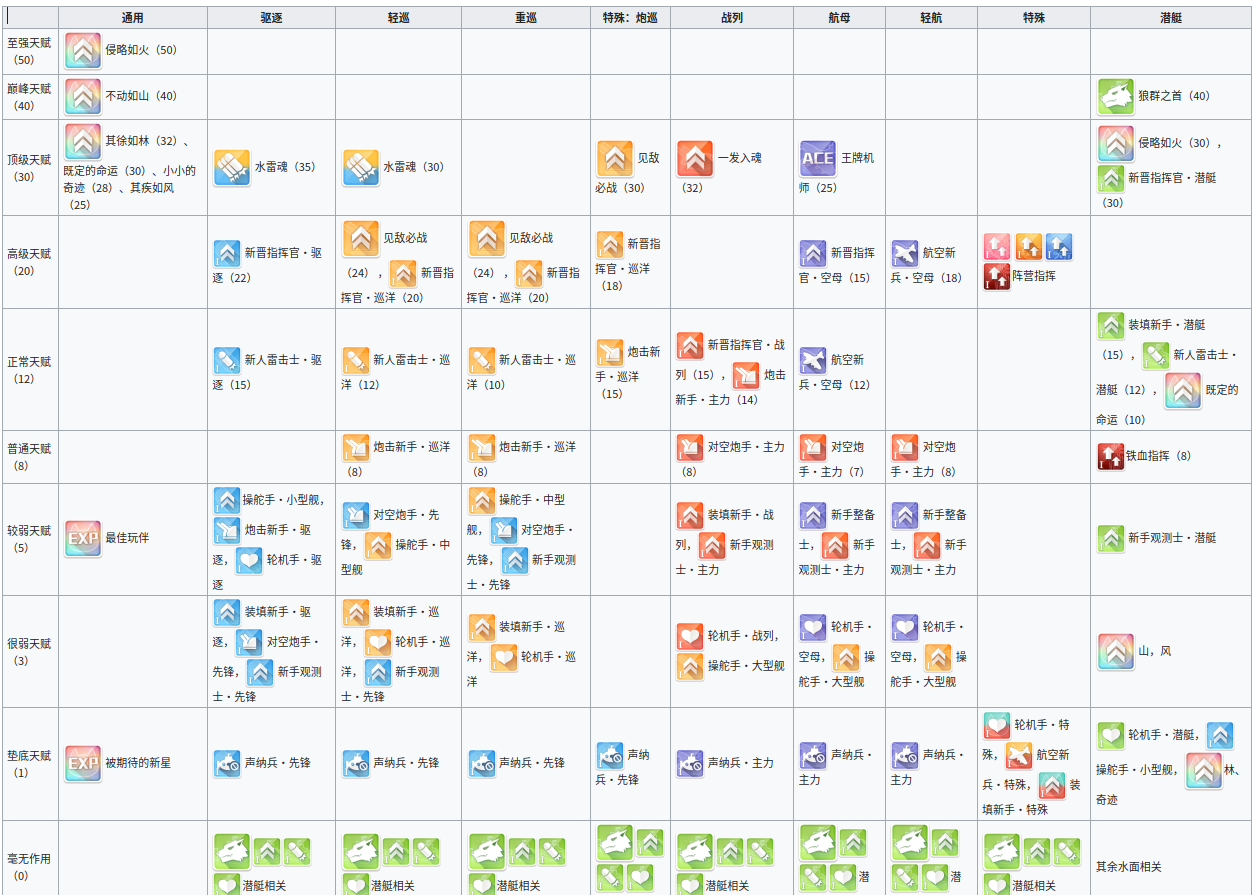 通用 驱逐 轻巡 重巡 特殊：炮巡 战列 航母 轻航 特殊 潜艇
至强天赋
（50）
侵略如火（50）
巅峰天赋
（40）
不动如山（40）
狼群之首（40）
顶级天赋
（30）
其徐如林（32）、
既定的命运（30）、小小的
奇迹（28）、其疾如风
（25）
水雷魂（35）
水雷魂（30）
见敌
必战（30）
一发入魂
（32）
ACE 王牌机
师（25）
侵略如火（30），
新晋指挥官・潜艇
（30）
高级天赋
（20）
新晋指挥官・驱
逐（22）
见敌必战
（24），新晋指
挥官・巡洋（20）
见敌必战
（24），新晋指
挥官・巡洋（20）
新晋指
挥官・巡洋
（18）
新晋指挥
官・空母（15）
航空新
兵・空母（18）
阵营指挥
正常天赋
（12）
新人雷击士・驱
逐（15）
新人雷击士・巡
洋（12）
新人雷击士・巡
洋（10）
炮击新
手・巡洋
（15）
新晋指挥官・战
列（15），炮击
新手・主力（14）
航空新
兵・空母（12）
装填新手・潜艇
（15），新人雷击士・
潜艇（12），既定的
命运（10）
普通天赋
（8）
炮击新手・巡洋
（8）
炮击新手・巡洋
（8）
对空炮手・主力
（8）
对空炮
手・主力（7）
对空炮
手・主力（8）
铁血指挥（8）
较弱天赋
（5）
EXP 最佳玩伴
操舵手・小型舰，
炮击新手・驱
逐，轮机手・驱
逐
对空炮手・先
锋，操舵手・中
型舰
操舵手・中型
舰，对空炮手・
先锋，新手观测
士・先锋
装填新手・战
列，新手观测
士・主力
新手整备
士，新手
观测士・主力
新手整备
士，新手
观测士・主力
新手观测士・潜艇
很弱天赋
（3）
装填新手・驱
逐，对空炮手・
先锋，新手观测
士・先锋
装填新手・巡
洋，轮机手・巡
洋，新手观测
士・先锋
装填新手・巡
洋，轮机手・巡
洋
轮机手・战列，
操舵手・大型舰
轮机手・
空母，操
舵手・大型舰
轮机手・
空母，操
舵手・大型舰
山，风
垫底天赋
（1）
EXP 被期待的新星
声纳兵・先锋
声纳兵・先锋
声纳兵・先锋
声纳
兵・先锋
声纳兵・主力
声纳兵・
主力
声纳兵・
主力
轮机手・特
殊，航空新
兵・特殊，装
填新手・特殊
轮机手・潜艇，
操舵手・小型舰，林、
奇迹
毫无作用
（0）
潜艇相关
潜艇相关
潜艇相关
潜艇相关
潜
潜
潜艇相关
其余水面相关